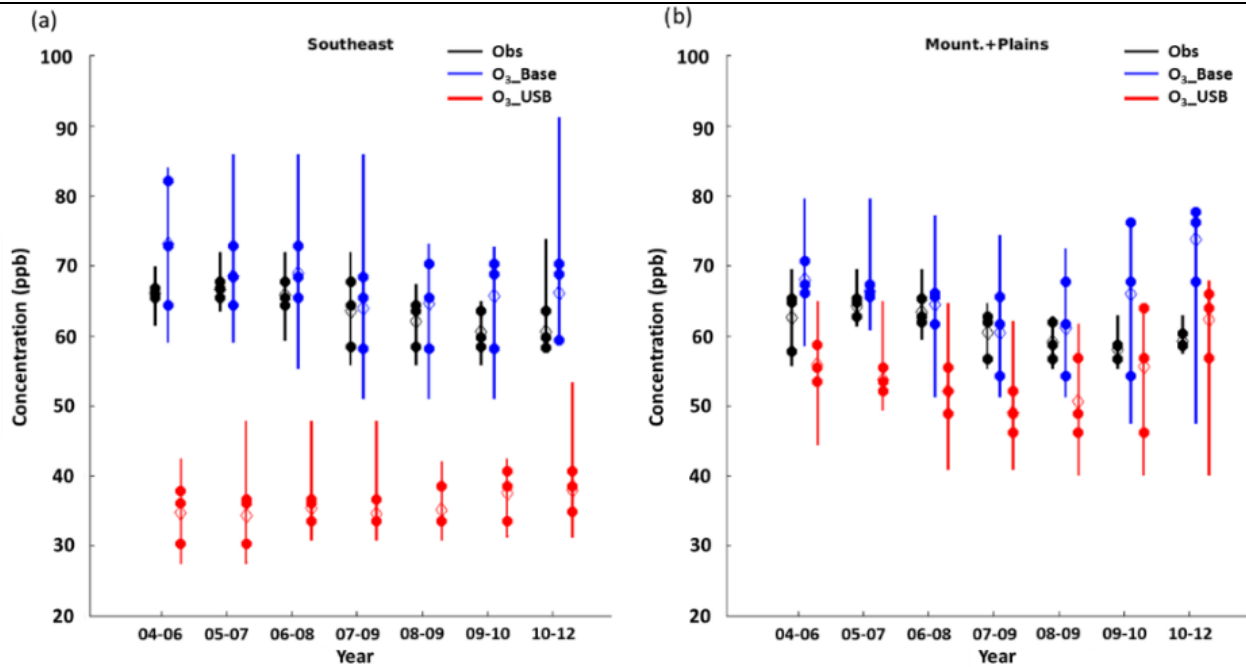 (a)
Southeast
Obs
O₃_Base
O₃_USB
100
90
80
70
60
50
40
30
20
Concentration (ppb)
04-06 05-07 06-08 07-09 08-09 09-10 10-12
Year
(b)
Mount.+Plains
Obs
O₃_Base
O₃_USB
100
90
80
70
60
50
40
30
20
Concentration (ppb)
04-06 05-07 06-08 07-09 08-09 09-10 10-12
Year